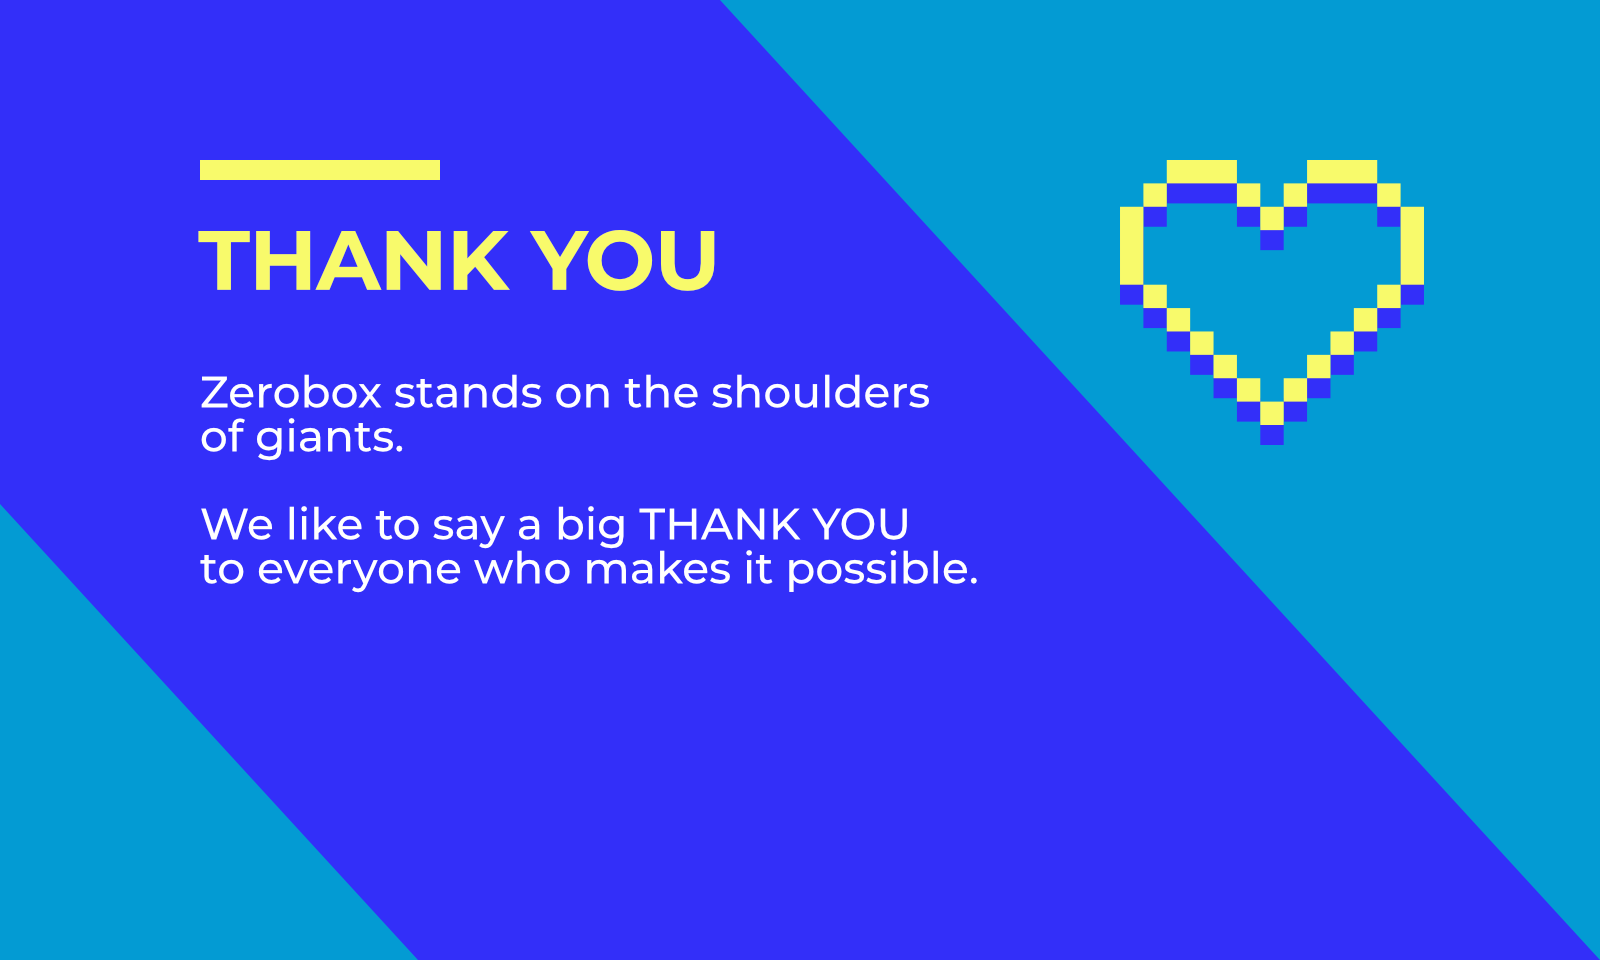 THANK YOU
Zerobox stands on the shoulders
of giants.
We like to say a big THANK YOU
to everyone who makes it possible.